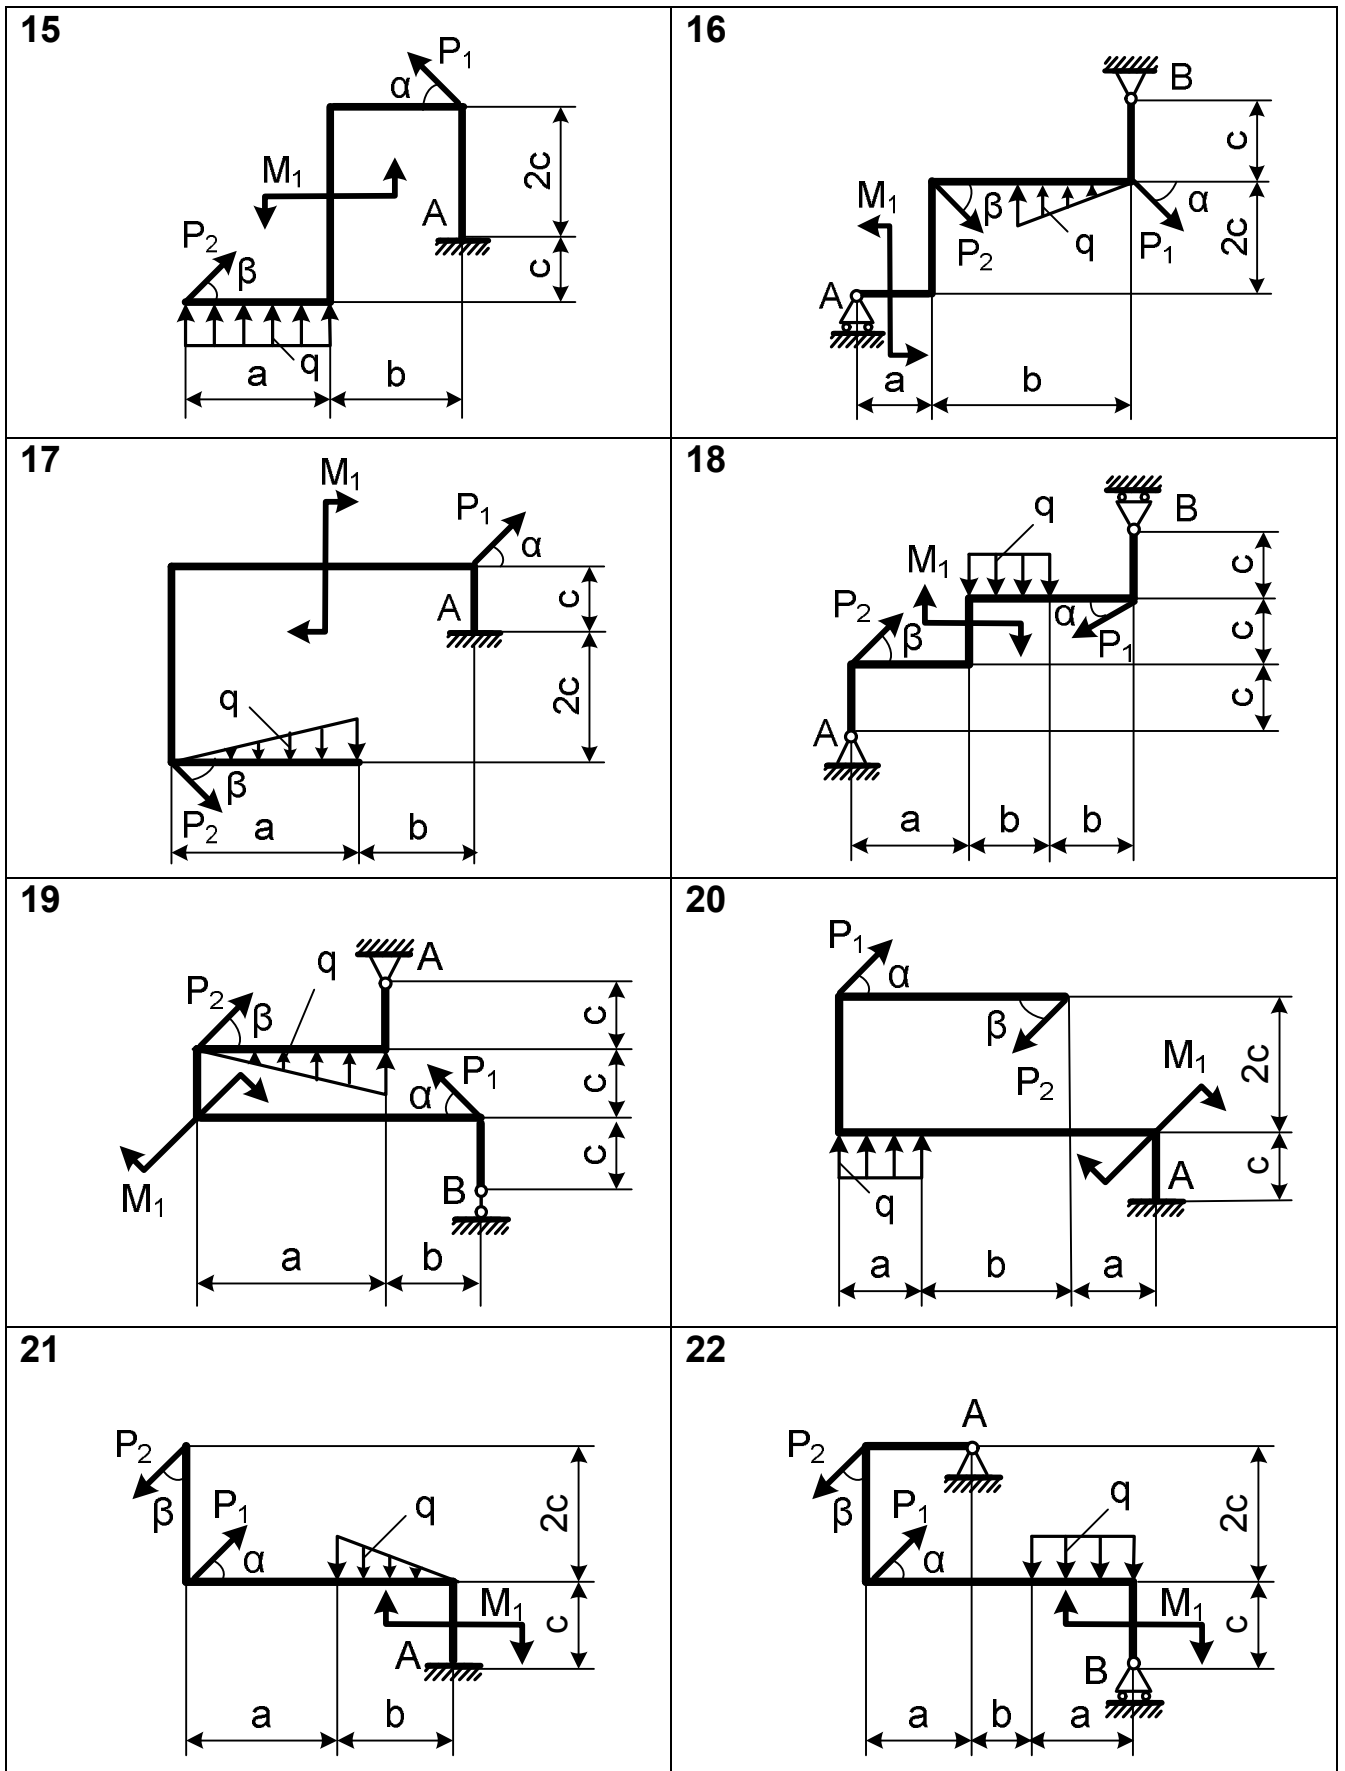 15
P₁
α
M₁
2c
A
P₂
β
c
q
a
b
16
B
c
M₁
β
α
P₂
q
P₁
2c
A
a
b
17
M₁
P₁
α
A
c
q
2c
β
P₂
a
b
18
q
B
M₁
c
P₂
β
α
P₁
c
c
A
a
b
b
19
q
A
P₂
β
c
P₁
α
c
M₁
B
c
a
b
20
P₁
α
β
P₂
M₁
2c
q
A
c
a
b
a
21
P₂
β
P₁
α
q
2c
M₁
A
c
a
b
22
A
P₂
β
P₁
α
q
2c
M₁
B
c
a
b
a